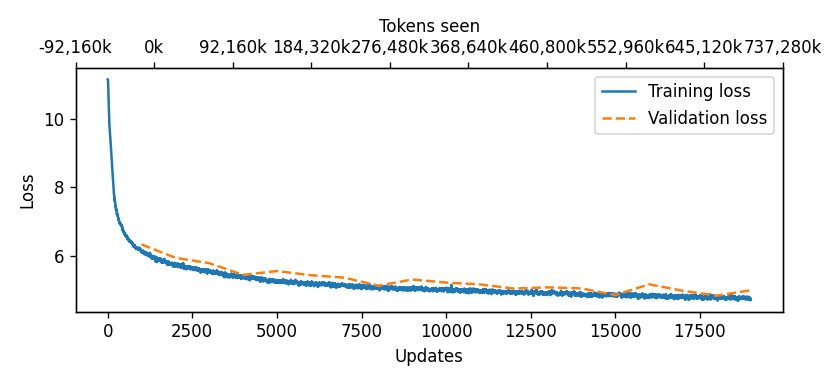 Tokens seen
-92,160k 0k 92,160k 184,320k 276,480k 368,640k 460,800k 552,960k 645,120k 737,280k
Training loss
Validation loss
10
8
6
Loss
0 2500 5000 7500 10000 12500 15000 17500
Updates